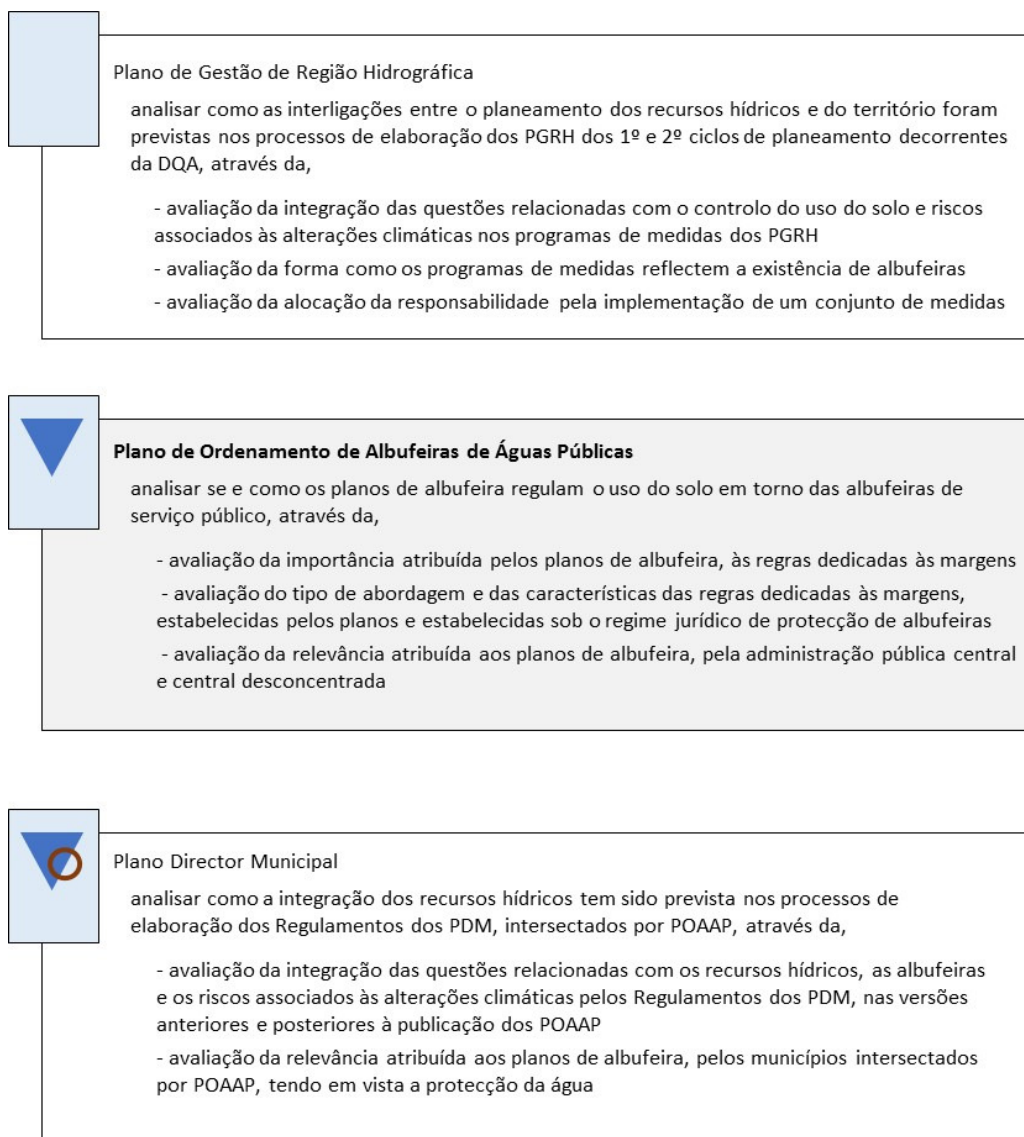 Plano de Gestão de Região Hidrográfica
analisar como as interligações entre o planeamento dos recursos hídricos e do território foram
previstas nos processos de elaboração dos PGRH dos 1º e 2º ciclos de planeamento decorrentes
da DQA, através da,
- avaliação da integração das questões relacionadas com o controlo do uso do solo e riscos
associados às alterações climáticas nos programas de medidas dos PGRH
- avaliação da forma como os programas de medidas reflectem a existência de albufeiras
- avaliação da alocação da responsabilidade pela implementação de um conjunto de medidas
Plano de Ordenamento de Albufeiras de Águas Públicas
analisar se e como os planos de albufeira regulam o uso do solo em torno das albufeiras de
serviço público, através da,
- avaliação da importância atribuída pelos planos de albufeira, às regras dedicadas às margens
- avaliação do tipo de abordagem e das características das regras dedicadas às margens,
estabelecidas pelos planos e estabelecidas sob o regime jurídico de protecção de albufeiras
- avaliação da relevância atribuída aos planos de albufeira, pela administração pública central
e central desconcentrada
Plano Director Municipal
analisar como a integração dos recursos hídricos tem sido prevista nos processos de
elaboração dos Regulamentos dos PDM, intersectados por POAAP, através da,
- avaliação da integração das questões relacionadas com os recursos hídricos, as albufeiras
e os riscos associados às alterações climáticas pelos Regulamentos dos PDM, nas versões
anteriores e posteriores à publicação dos POAAP
- avaliação da relevância atribuída aos planos de albufeira, pelos municípios intersectados
por POAAP, tendo em vista a protecção da água